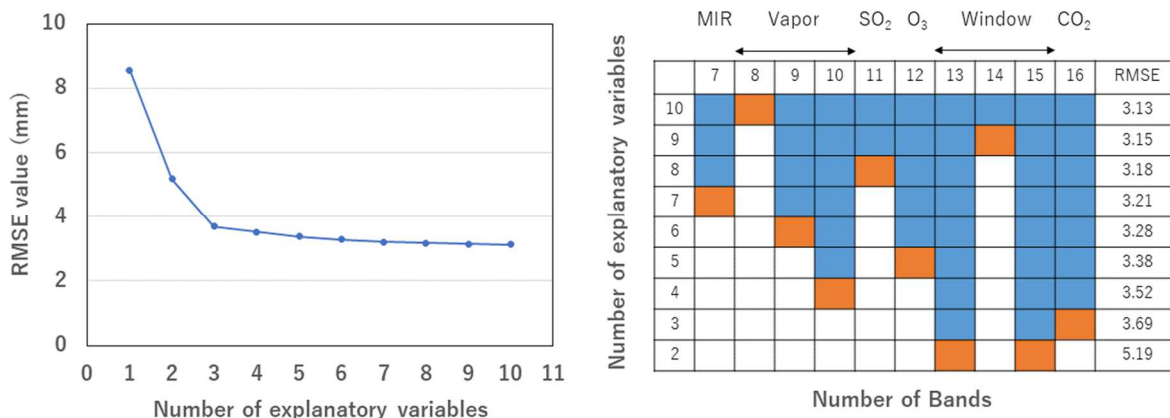 10
8
6
4
2
0
RMSE value (mm)
0 1 2 3 4 5 6 7 8 9 10 11
Number of explanatory variables
MIR Vapor SO₂ O₃ Window CO₂
Number of explanatory variables
7 8 9 10 11 12 13 14 15 16 RMSE
10 3.13
9 3.15
8 3.18
7 3.21
6 3.28
5 3.38
4 3.52
3 3.69
2 5.19
Number of Bands